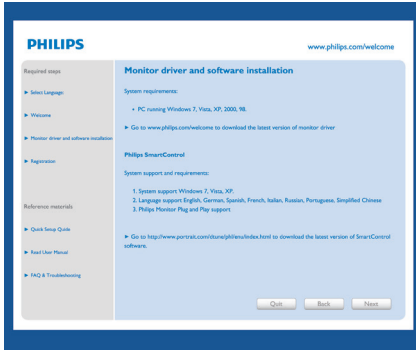 PHILIPS
www.philips.com/welcome
Required steps
Select Language:
Welcome
Monitor driver and software installation
Registration
Reference materials
Quick Setup Quide
Read User Manual
FAQ & Troubleshooting
Monitor driver and software installation
System requirements:
• PC running Windows 7, Vista, XP, 2000, 98.
Go to www.philips.com/welcome to download the latest version of monitor driver
Philips SmartControl
System support and requirements:
1. System support Windows 7, Vista, XP.
2. Language support English, German, Spanish, French, Italian, Russian, Portuguese, Simplified Chinese
3. Philips Monitor Plug and Play support
Go to http://www.portrait.com/dtune/phl/enu/index.html to download the latest version of SmartControl
software.
Quit
Back
Next